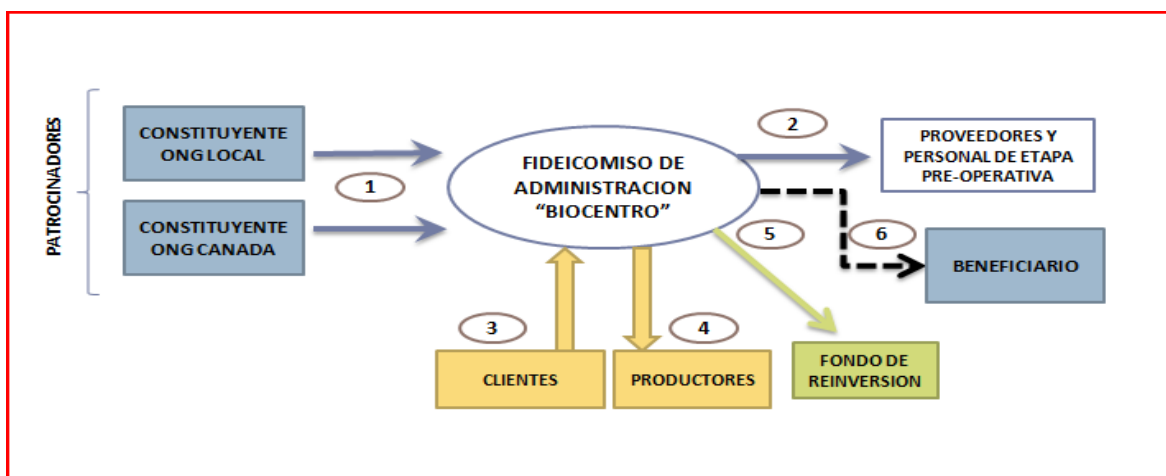 PATROCINADORES
CONSTITUYENTE
ONG LOCAL
CONSTITUYENTE
ONG CANADA
1
FIDEICOMISO DE
ADMINISTRACION
“BIOCENTRO”
2
PROVEEDORES Y
PERSONAL DE ETAPA
PRE-OPERATIVA
5
6
BENEFICIARIO
3
4
CLIENTES
PRODUCTORES
FONDO DE
REINVERSION